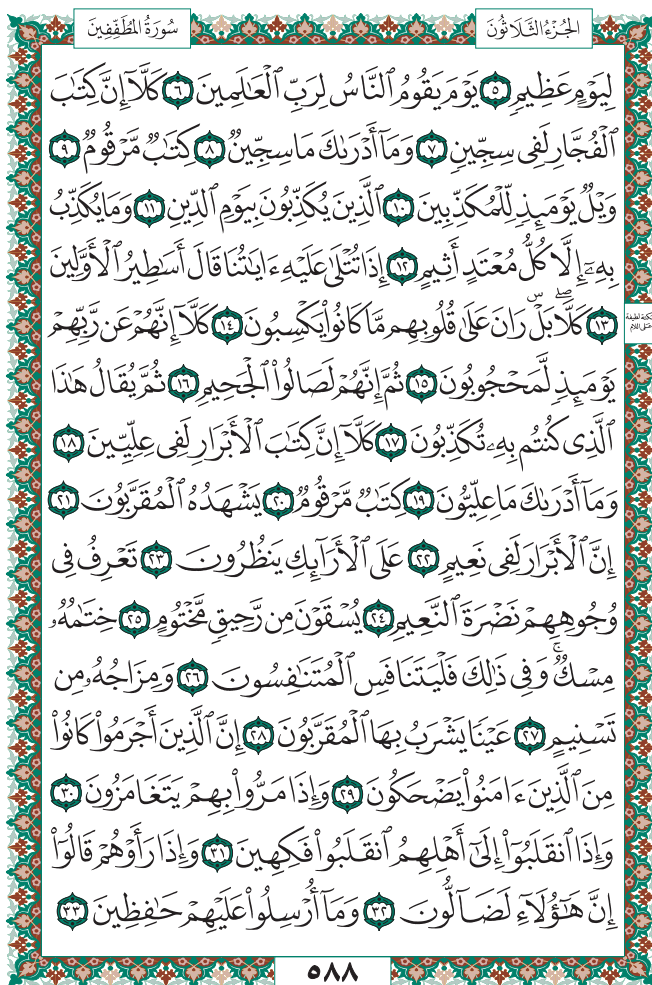 سُورَةُ المُطَفِّفِينَ
الجُزْءُ الثَّلَاثُونَ
لِيَوْمٍ عَظِيمٍ ٥ يَوْمَ يَقُومُ ٱلنَّاسُ لِرَبِّ ٱلْعَٰلَمِينَ ٦ كَلَّآ إِنَّ كِتَٰبَ
ٱلْفُجَّارِ لَفِى سِجِّينٍ ٧ وَمَآ أَدْرَىٰكَ مَا سِجِّينٌ ٨ كِتَٰبٌ مَّرْقُومٌ ٩
وَيْلٌ يَوْمَئِذٍ لِّلْمُكَذِّبِينَ ١٠ ٱلَّذِينَ يُكَذِّبُونَ بِيَوْمِ ٱلدِّينِ ١١ وَمَا يُكَذِّبُ
بِهِۦٓ إِلَّا كُلُّ مُعْتَدٍ أَثِيمٍ ١٢ إِذَا تُتْلَىٰ عَلَيْهِ ءَايَٰتُنَا قَالَ أَسَٰطِيرُ ٱلْأَوَّلِينَ
١٣ كَلَّا ۖ بَلْ ۜ رَانَ عَلَىٰ قُلُوبِهِم مَّا كَانُوا۟ يَكْسِبُونَ ١٤ كَلَّآ إِنَّهُمْ عَن رَّبِّهِمْ
يَوْمَئِذٍ لَّمَحْجُوبُونَ ١٥ ثُمَّ إِنَّهُمْ لَصَالُوا۟ ٱلْجَحِيمِ ١٦ ثُمَّ يُقَالُ هَٰذَا
ٱلَّذِى كُنتُم بِهِۦ تُكَذِّبُونَ ١٧ كَلَّآ إِنَّ كِتَٰبَ ٱلْأَبْرَارِ لَفِى عِلِّيِّينَ ١٨
وَمَآ أَدْرَىٰكَ مَا عِلِّيُّونَ ١٩ كِتَٰبٌ مَّرْقُومٌ ٢٠ يَشْهَدُهُ ٱلْمُقَرَّبُونَ ٢١
إِنَّ ٱلْأَبْرَارَ لَفِى نَعِيمٍ ٢٢ عَلَى ٱلْأَرَآئِكِ يَنظُرُونَ ٢٣ تَعْرِفُ فِى
وُجُوهِهِمْ نَضْرَةَ ٱلنَّعِيمِ ٢٤ يُسْقَوْنَ مِن رَّحِيقٍ مَّخْتُومٍ ٢٥ خِتَٰمُهُۥ
مِسْكٌ ۚ وَفِى ذَٰلِكَ فَلْيَتَنَافَسِ ٱلْمُتَنَٰفِسُونَ ٢٦ وَمِزَاجُهُۥ مِن
تَسْنِيمٍ ٢٧ عَيْنًا يَشْرَبُ بِهَا ٱلْمُقَرَّبُونَ ٢٨ إِنَّ ٱلَّذِينَ أَجْرَمُوا۟ كَانُوا۟
مِنَ ٱلَّذِينَ ءَامَنُوا۟ يَضْحَكُونَ ٢٩ وَإِذَا مَرُّوا۟ بِهِمْ يَتَغَامَزُونَ ٣٠
وَإِذَا ٱنقَلَبُوٓا۟ إِلَىٰٓ أَهْلِهِمُ ٱنقَلَبُوا۟ فَكِهِينَ ٣١ وَإِذَا رَأَوْهُمْ قَالُوٓا۟
إِنَّ هَٰٓؤُلَآءِ لَضَآلُّونَ ٣٢ وَمَآ أُرْسِلُوا۟ عَلَيْهِمْ حَٰفِظِينَ ٣٣
٥٨٨